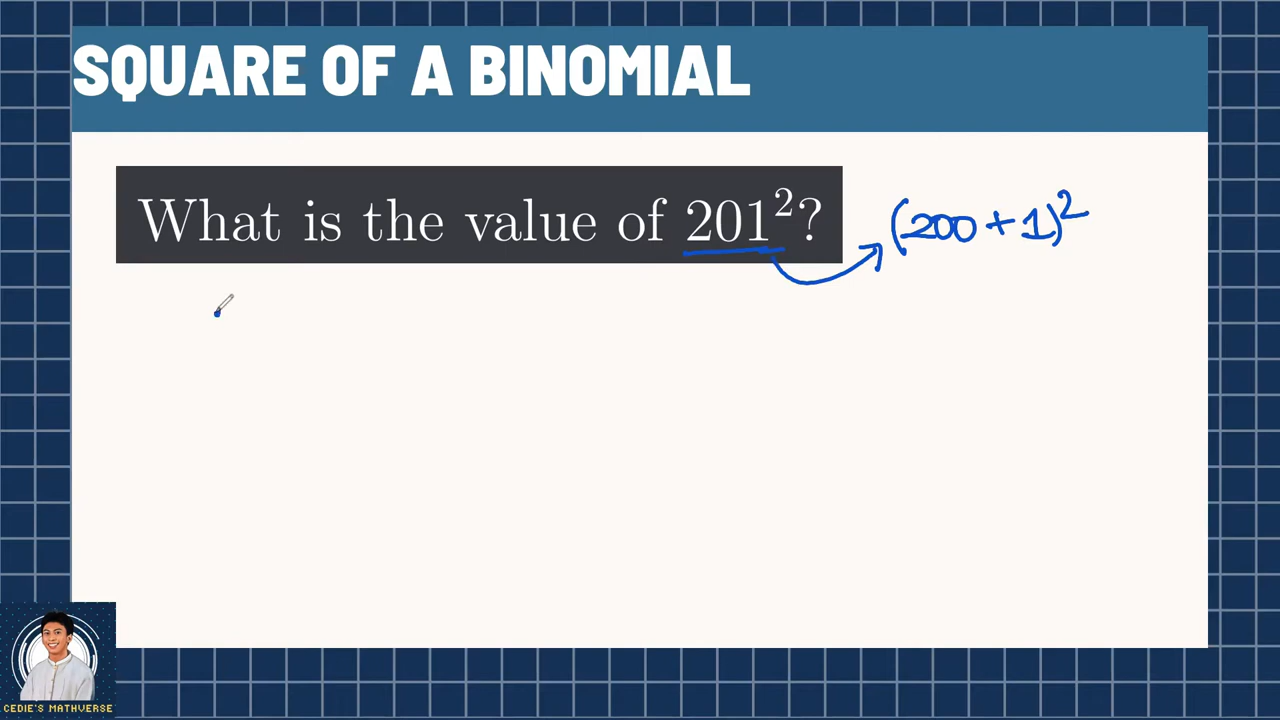 SQUARE OF A BINOMIAL
What is the value of 201²?
(200 + 1)²
CEDIE'S MATHVERSE